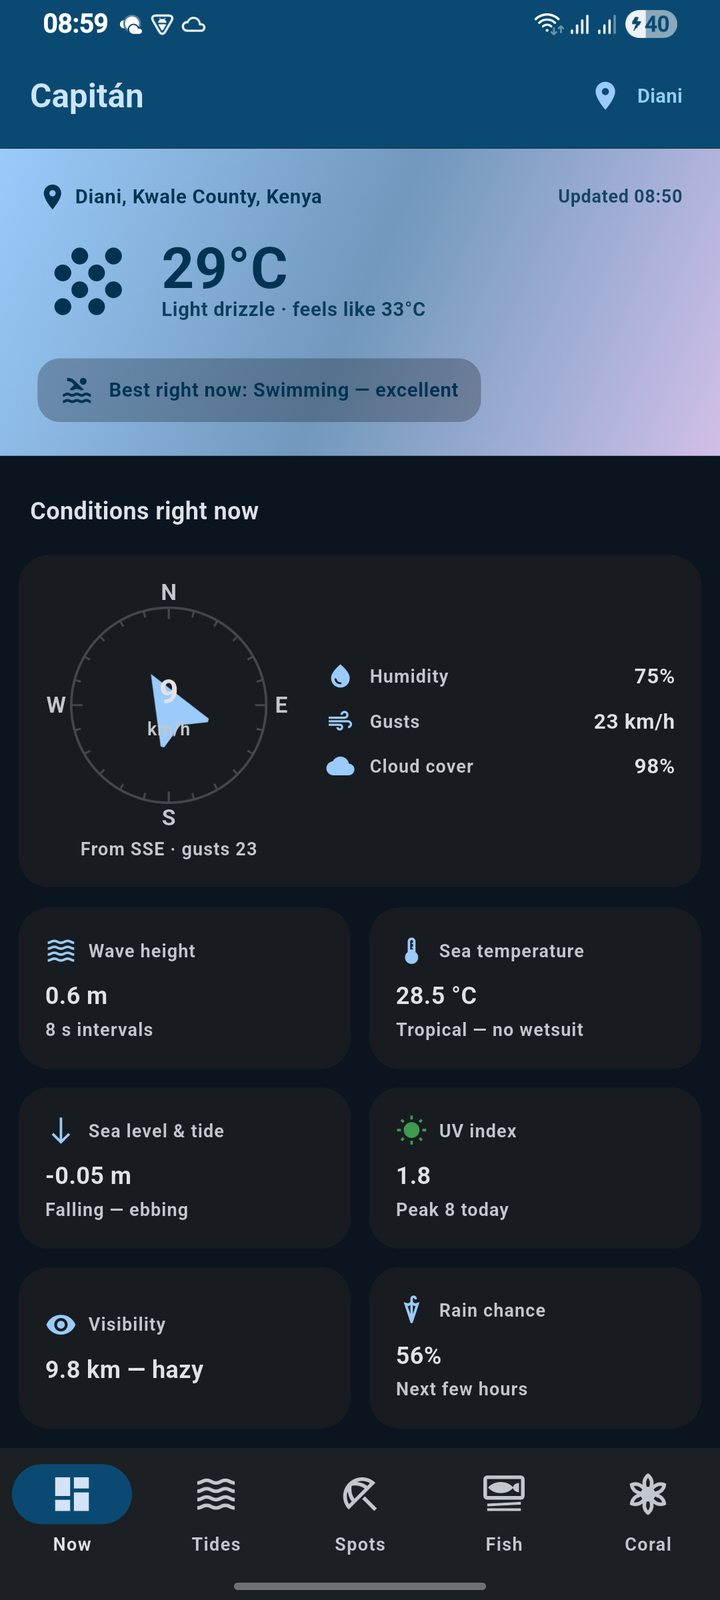 08:59
40
Capitán
Diani
Diani, Kwale County, Kenya
Updated 08:50
29°C
Light drizzle · feels like 33°C
Best right now: Swimming — excellent
Conditions right now
N
W
9
km/h
E
S
From SSE · gusts 23
Humidity 75%
Gusts 23 km/h
Cloud cover 98%
Wave height
0.6 m
8 s intervals
Sea temperature
28.5 °C
Tropical — no wetsuit
Sea level & tide
-0.05 m
Falling — ebbing
UV index
1.8
Peak 8 today
Visibility
9.8 km — hazy
Rain chance
56%
Next few hours
Now
Tides
Spots
Fish
Coral